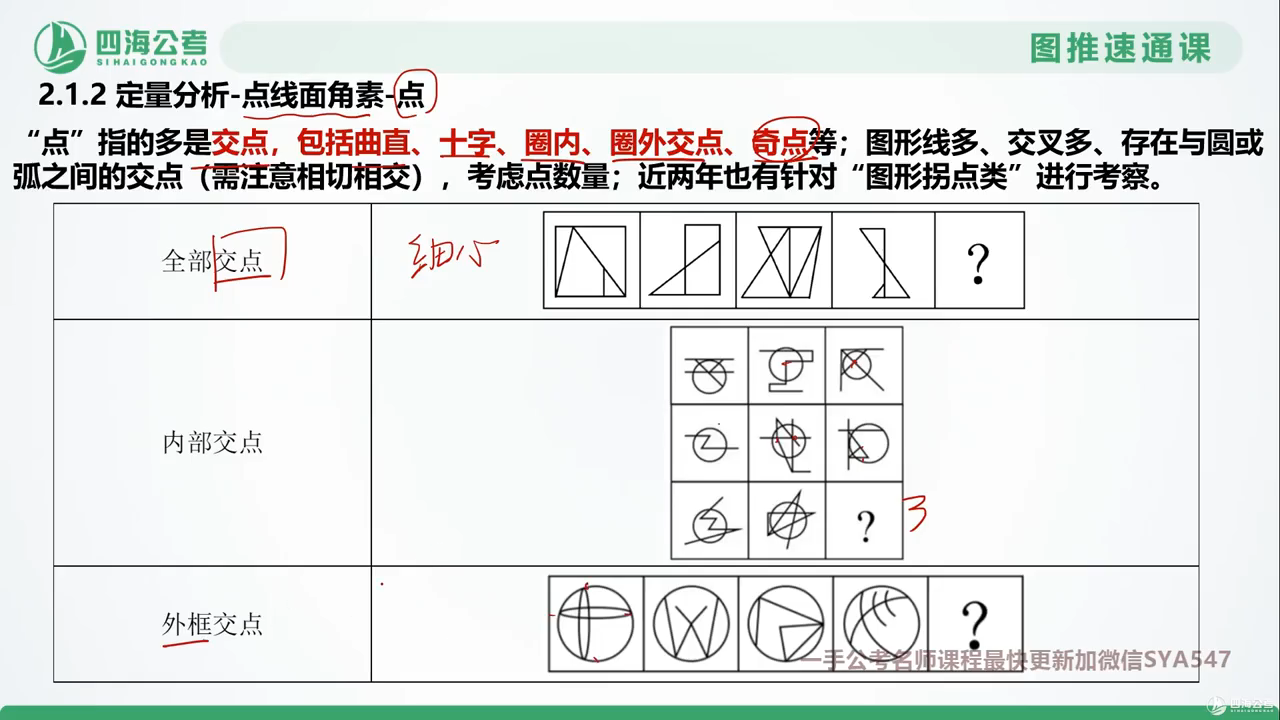 四海公考
SIHAIGONGKAO
图推速通课
2.1.2 定量分析-点线面角素-点
“点”指的多是交点，包括曲直、十字、圈内、圈外交点、奇点等；图形线多、交叉多、存在与圆或
弧之间的交点（需注意相切相交），考虑点数量；近两年也有针对“图形拐点类”进行考察。
全部交点
细小
?
内部交点
?
3
外框交点
?
一手公考名师课程最快更新加微信SYA547
四海公考